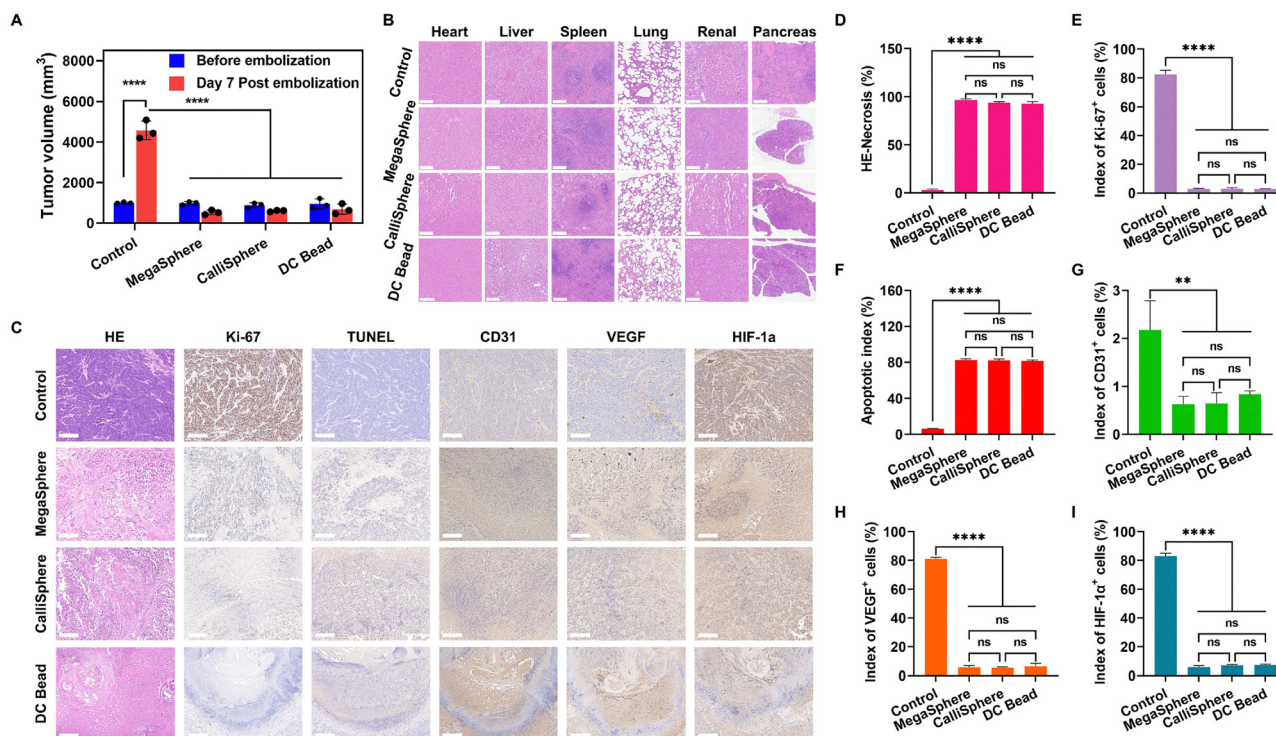 A
Tumor volume (mm³)
8000
6000
4000
2000
0
Before embolization
Day 7 Post embolization
****
****
Control
MegaSphere
CalliSphere
DC Bead
B
Heart Liver Spleen Lung Renal Pancreas
Control
MegaSphere
CalliSphere
DC Bead
C
HE Ki-67 TUNEL CD31 VEGF HIF-1a
Control
MegaSphere
CalliSphere
DC Bead
D
HE-Necrosis (%)
150
100
50
0
****
ns
ns ns
Control
MegaSphere
CalliSphere
DC Bead
E
Index of Ki-67⁺ cells (%)
100
80
60
40
20
0
****
ns
ns ns
Control
MegaSphere
CalliSphere
DC Bead
F
Apoptotic index (%)
160
120
80
40
0
****
ns
ns ns
Control
MegaSphere
CalliSphere
DC Bead
G
Index of CD31⁺ cells (%)
3
2
1
0
**
ns
ns ns
Control
MegaSphere
CalliSphere
DC Bead
H
Index of VEGF⁺ cells (%)
100
80
60
40
20
0
****
ns
ns ns
Control
MegaSphere
CalliSphere
DC Bead
I
Index of HIF-1α⁺ cells (%)
100
80
60
40
20
0
****
ns
ns ns
Control
MegaSphere
CalliSphere
DC Bead